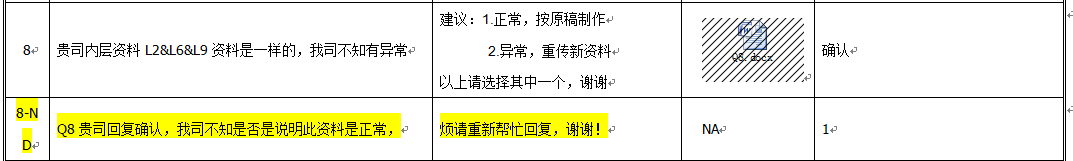 8
贵司内层资料 L2&L6&L9 资料是一样的，我司不知有异常
建议：1.正常，按原稿制作
2.异常，重传新资料
以上请选择其中一个，谢谢
Q8.docx
确认
8-N
D
Q8 贵司回复确认，我司不知是否是说明此资料是正常，
烦请重新帮忙回复，谢谢！
NA
1